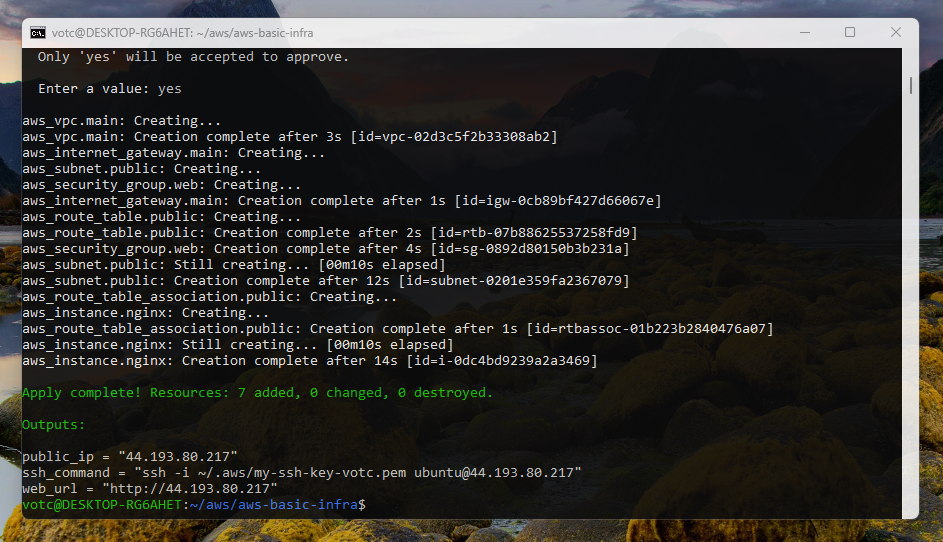 votc@DESKTOP-RG6AHET: ~/aws/aws-basic-infra
Only 'yes' will be accepted to approve.
Enter a value: yes
aws_vpc.main: Creating...
aws_vpc.main: Creation complete after 3s [id=vpc-02d3c5f2b33308ab2]
aws_internet_gateway.main: Creating...
aws_subnet.public: Creating...
aws_security_group.web: Creating...
aws_internet_gateway.main: Creation complete after 1s [id=igw-0cb89bf427d66067e]
aws_route_table.public: Creating...
aws_route_table.public: Creation complete after 2s [id=rtb-07b88625537258fd9]
aws_security_group.web: Creation complete after 4s [id=sg-0892d80150b3b231a]
aws_subnet.public: Still creating... [00m10s elapsed]
aws_subnet.public: Creation complete after 12s [id=subnet-0201e359fa2367079]
aws_route_table_association.public: Creating...
aws_instance.nginx: Creating...
aws_route_table_association.public: Creation complete after 1s [id=rtbassoc-01b223b2840476a07]
aws_instance.nginx: Still creating... [00m10s elapsed]
aws_instance.nginx: Creation complete after 14s [id=i-0dc4bd9239a2a3469]
Apply complete! Resources: 7 added, 0 changed, 0 destroyed.
Outputs:
public_ip = "44.193.80.217"
ssh_command = "ssh -i ~/.aws/my-ssh-key-votc.pem ubuntu@44.193.80.217"
web_url = "http://44.193.80.217"
votc@DESKTOP-RG6AHET:~/aws/aws-basic-infra$